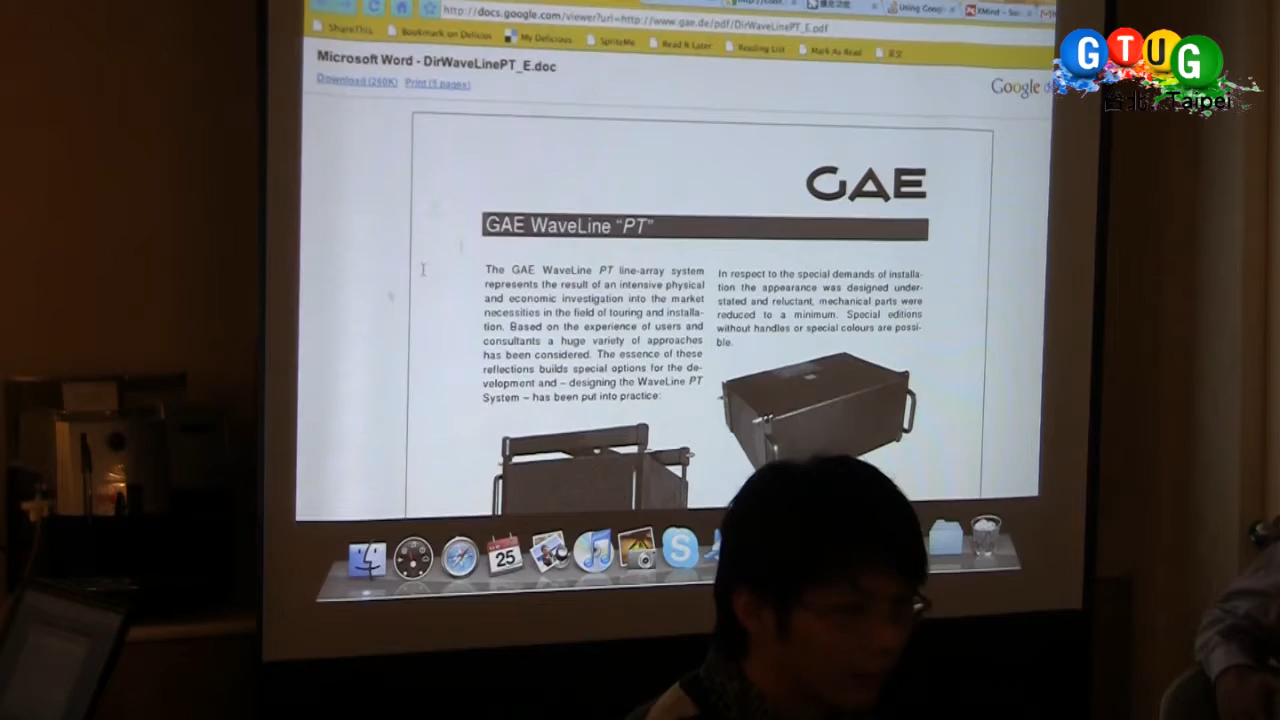 Using Goog
XMind - So
http://docs.google.com/viewer?url=http://www.gae.de/pdf/DirWaveLinePT_E.pdf
ShareThis Bookmark on Delicios My Delicious SpriteMe Read It Later Reading List Mark As Read 英文
Microsoft Word - DirWaveLinePT_E.doc
Download (260K) Print (5 pages)
Google
GTUG
台北 Taipei
GAE
GAE WaveLine “PT”
The GAE WaveLine PT line-array system
represents the result of an intensive physical
and economic investigation into the market
necessities in the field of touring and installa-
tion. Based on the experience of users and
consultants a huge variety of approaches
has been considered. The essence of these
reflections builds special options for the de-
velopment and – designing the WaveLine PT
System – has been put into practice:
In respect to the special demands of installa-
tion the appearance was designed under-
stated and reluctant, mechanical parts were
reduced to a minimum. Special editions
without handles or special colours are possi-
ble.
25
S